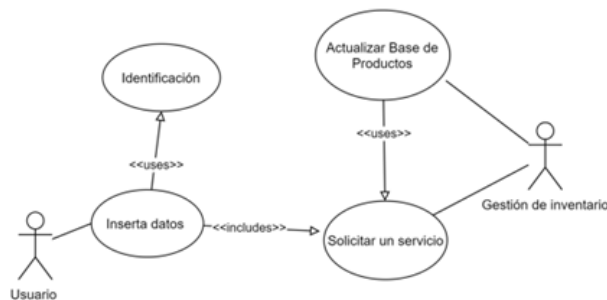 Actualizar Base de
Productos
Identificación
<<uses>>
<<uses>>
Gestión de inventario
Inserta datos
<<includes>>
Solicitar un servicio
Usuario